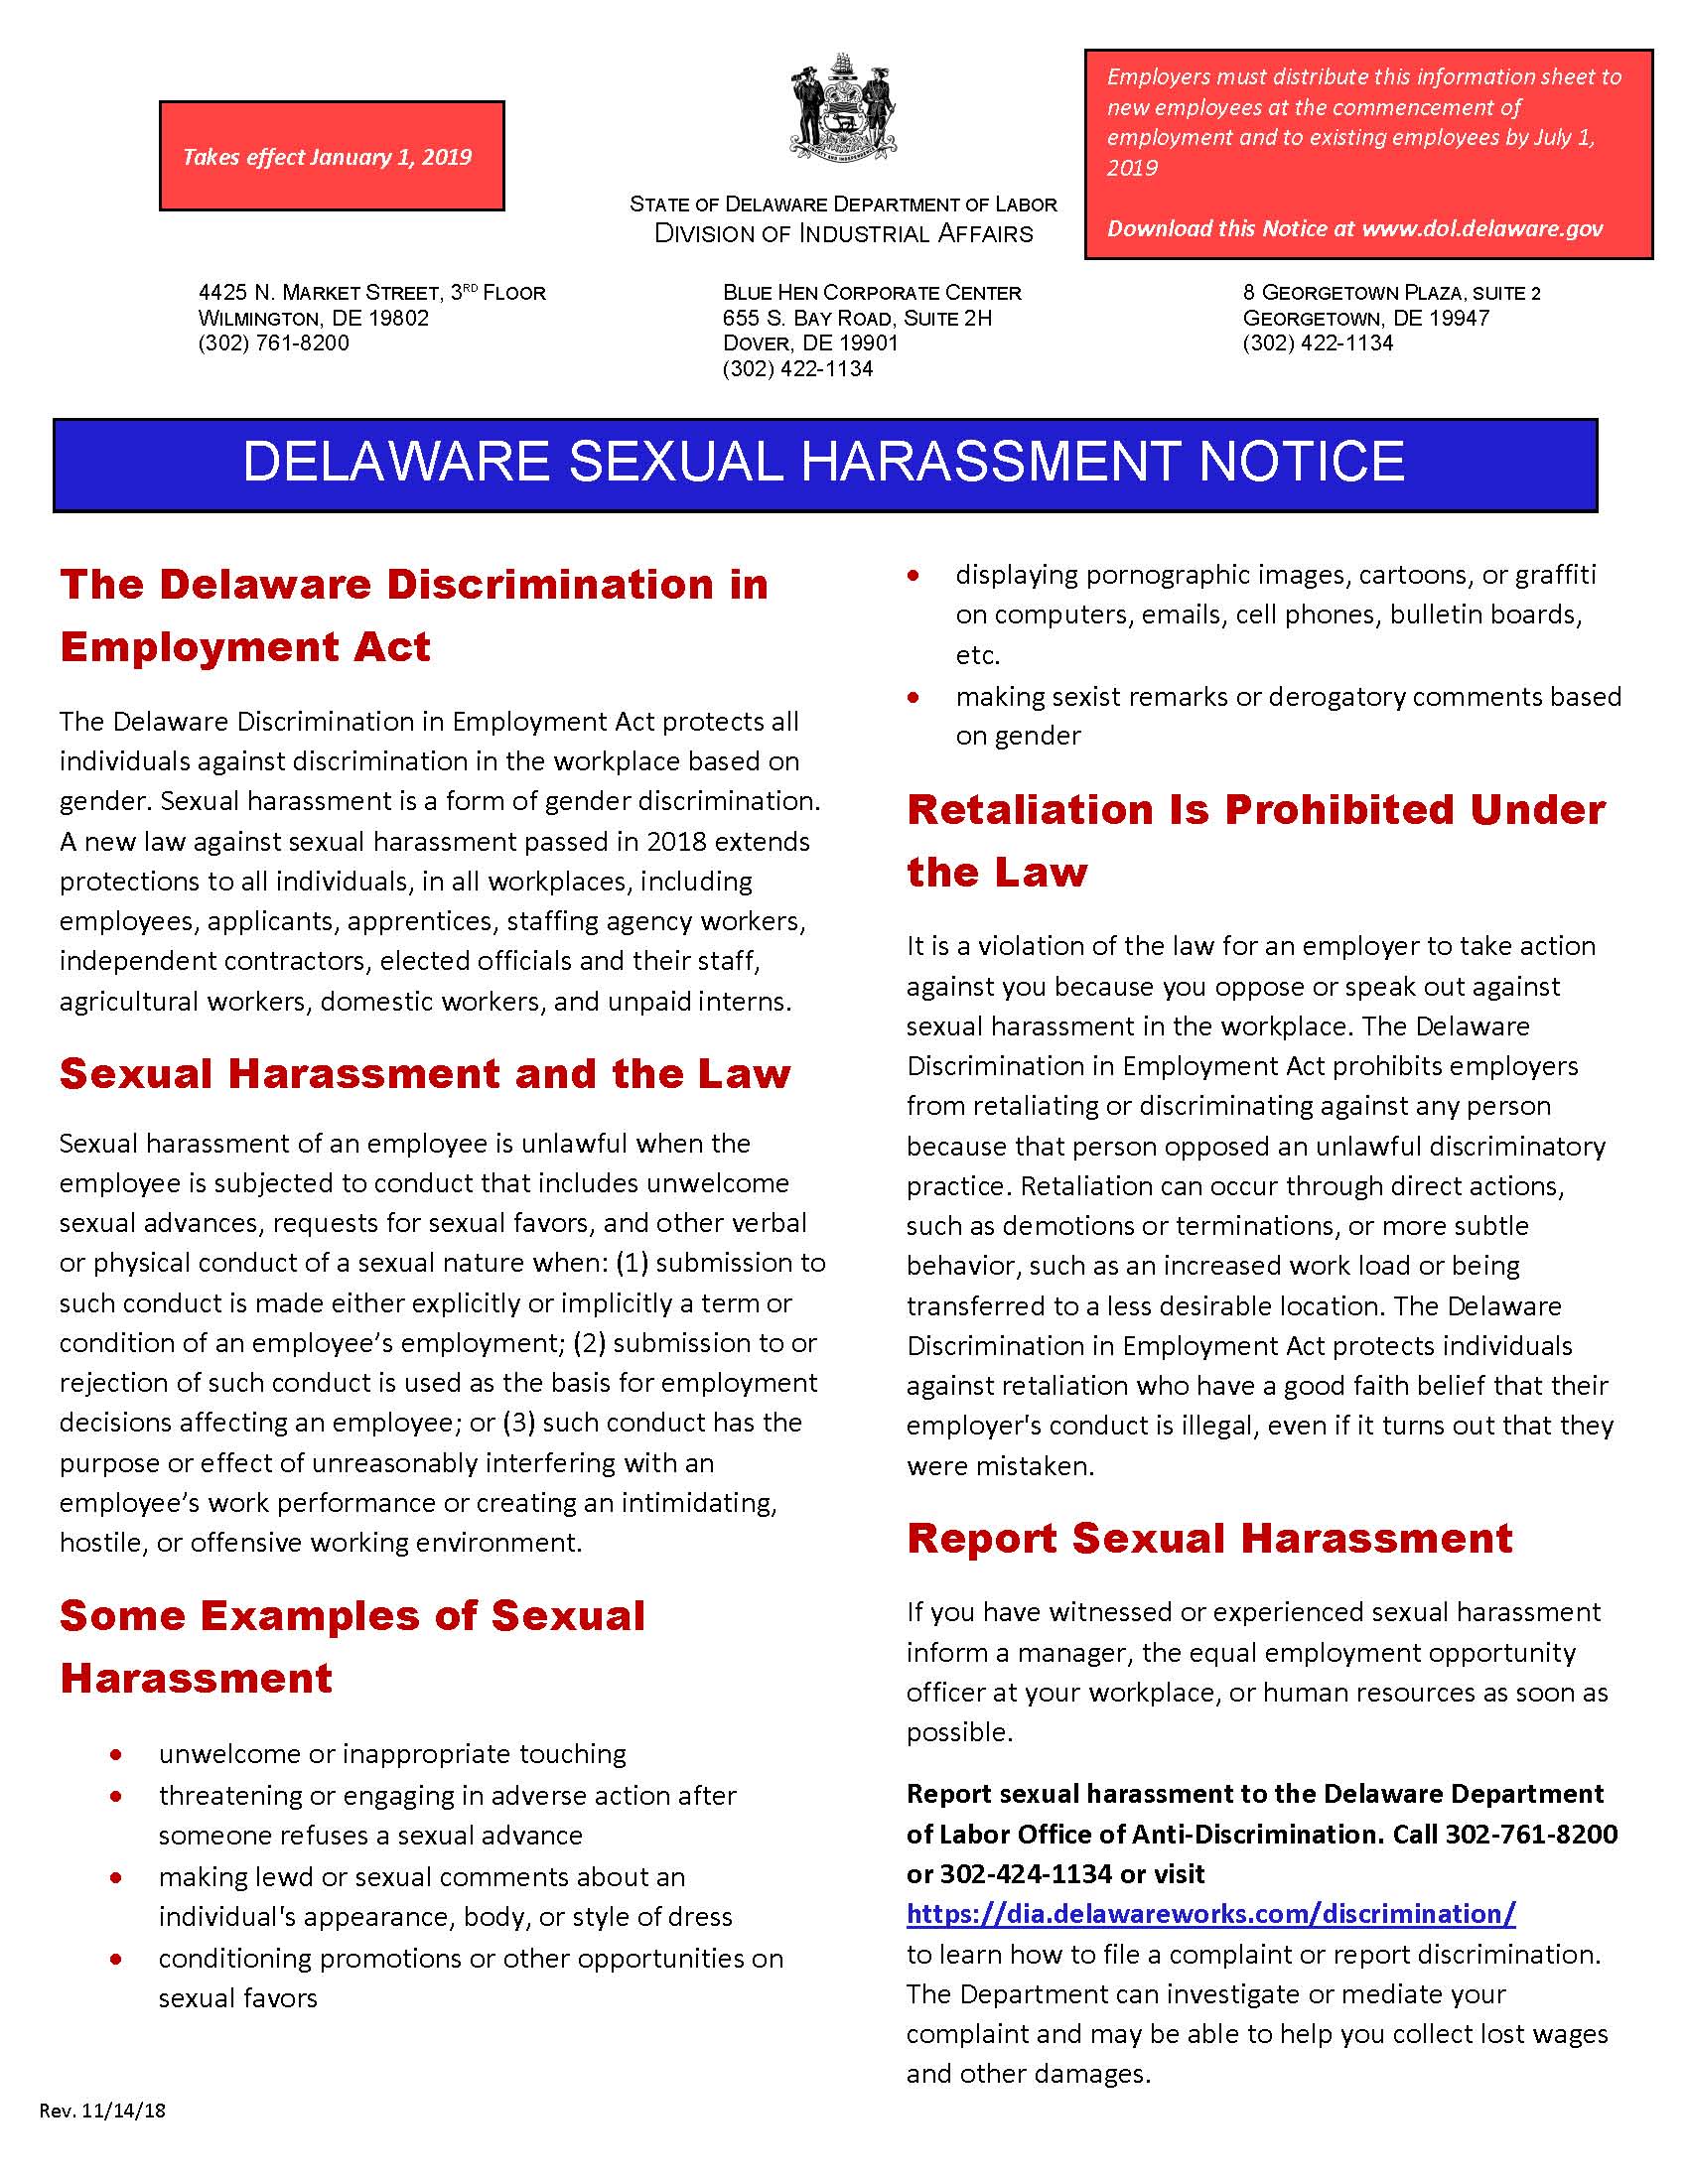 Takes effect January 1, 2019
STATE OF DELAWARE DEPARTMENT OF LABOR
DIVISION OF INDUSTRIAL AFFAIRS
Employers must distribute this information sheet to
new employees at the commencement of
employment and to existing employees by July 1,
2019
Download this Notice at www.dol.delaware.gov
4425 N. MARKET STREET, 3RD FLOOR
WILMINGTON, DE 19802
(302) 761-8200
BLUE HEN CORPORATE CENTER
655 S. BAY ROAD, SUITE 2H
DOVER, DE 19901
(302) 422-1134
8 GEORGETOWN PLAZA, SUITE 2
GEORGETOWN, DE 19947
(302) 422-1134
DELAWARE SEXUAL HARASSMENT NOTICE
The Delaware Discrimination in
Employment Act
The Delaware Discrimination in Employment Act protects all
individuals against discrimination in the workplace based on
gender. Sexual harassment is a form of gender discrimination.
A new law against sexual harassment passed in 2018 extends
protections to all individuals, in all workplaces, including
employees, applicants, apprentices, staffing agency workers,
independent contractors, elected officials and their staff,
agricultural workers, domestic workers, and unpaid interns.
Sexual Harassment and the Law
Sexual harassment of an employee is unlawful when the
employee is subjected to conduct that includes unwelcome
sexual advances, requests for sexual favors, and other verbal
or physical conduct of a sexual nature when: (1) submission to
such conduct is made either explicitly or implicitly a term or
condition of an employee’s employment; (2) submission to or
rejection of such conduct is used as the basis for employment
decisions affecting an employee; or (3) such conduct has the
purpose or effect of unreasonably interfering with an
employee’s work performance or creating an intimidating,
hostile, or offensive working environment.
Some Examples of Sexual
Harassment
• unwelcome or inappropriate touching
• threatening or engaging in adverse action after
someone refuses a sexual advance
• making lewd or sexual comments about an
individual's appearance, body, or style of dress
• conditioning promotions or other opportunities on
sexual favors
• displaying pornographic images, cartoons, or graffiti
on computers, emails, cell phones, bulletin boards,
etc.
• making sexist remarks or derogatory comments based
on gender
Retaliation Is Prohibited Under
the Law
It is a violation of the law for an employer to take action
against you because you oppose or speak out against
sexual harassment in the workplace. The Delaware
Discrimination in Employment Act prohibits employers
from retaliating or discriminating against any person
because that person opposed an unlawful discriminatory
practice. Retaliation can occur through direct actions,
such as demotions or terminations, or more subtle
behavior, such as an increased work load or being
transferred to a less desirable location. The Delaware
Discrimination in Employment Act protects individuals
against retaliation who have a good faith belief that their
employer's conduct is illegal, even if it turns out that they
were mistaken.
Report Sexual Harassment
If you have witnessed or experienced sexual harassment
inform a manager, the equal employment opportunity
officer at your workplace, or human resources as soon as
possible.
Report sexual harassment to the Delaware Department
of Labor Office of Anti-Discrimination. Call 302-761-8200
or 302-424-1134 or visit
https://dia.delawareworks.com/discrimination/
to learn how to file a complaint or report discrimination.
The Department can investigate or mediate your
complaint and may be able to help you collect lost wages
and other damages.
Rev. 11/14/18